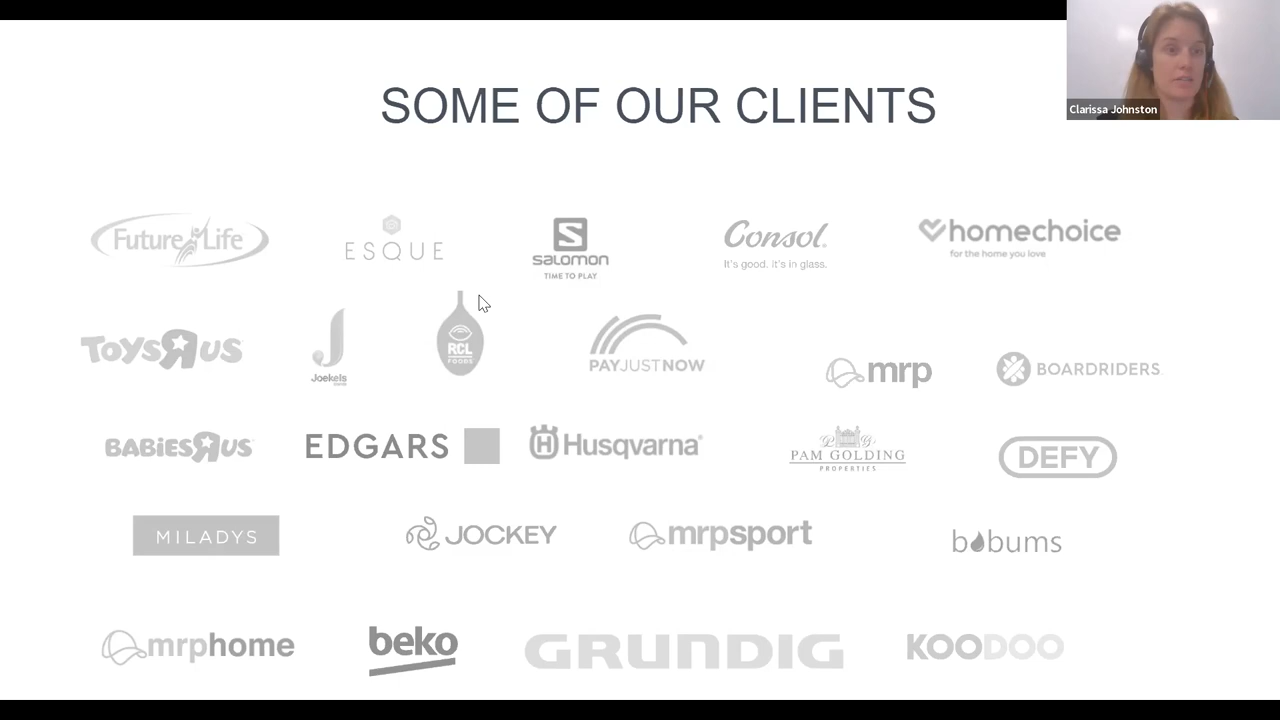 SOME OF OUR CLIENTS
Clarissa Johnston
Future Life
ESQUE
SALOMON
TIME TO PLAY
Consol®
It's good. it's in glass.
homechoice
for the home you love
TOYS R US
Joekels
RCL
FOODS
PAYJUSTNOW
mrp
BOARDRIDERS
BABIES R US
EDGARS
Husqvarna®
PG
PAM GOLDING
PROPERTIES
DEFY
MILADYS
JOCKEY
mrpsport
bobums
mrphome
beko
GRUNDIG
KOODOO